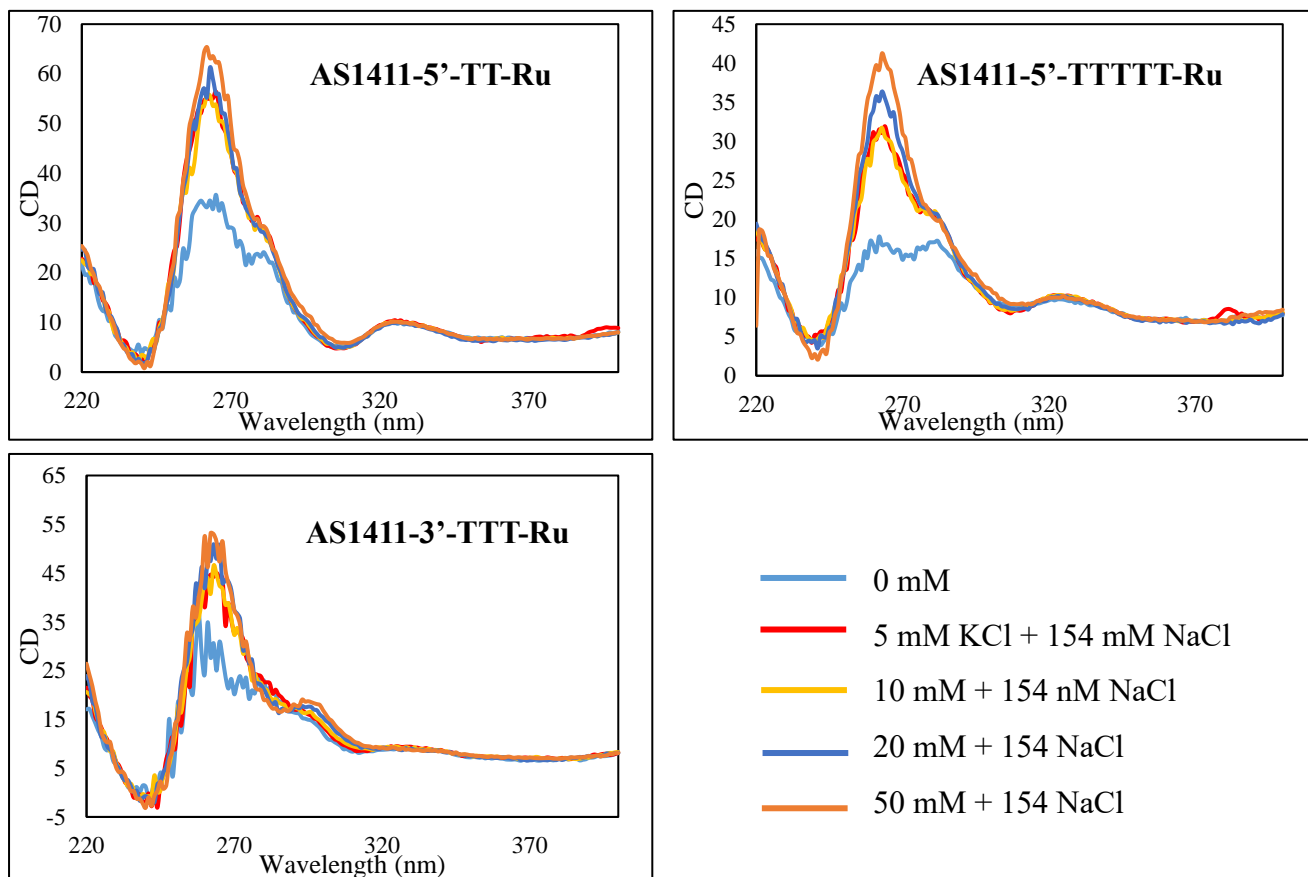 70
60
50
40
30
20
10
0
CD
AS1411-5’-TT-Ru
220 270 320 370
Wavelength (nm)
45
40
35
30
25
20
15
10
5
0
CD
AS1411-5’-TTTTT-Ru
220 270 320 370
Wavelength (nm)
65
55
45
35
25
15
5
-5
CD
AS1411-3’-TTT-Ru
220 270 320 370
Wavelength (nm)
0 mM
5 mM KCl + 154 mM NaCl
10 mM + 154 nM NaCl
20 mM + 154 NaCl
50 mM + 154 NaCl